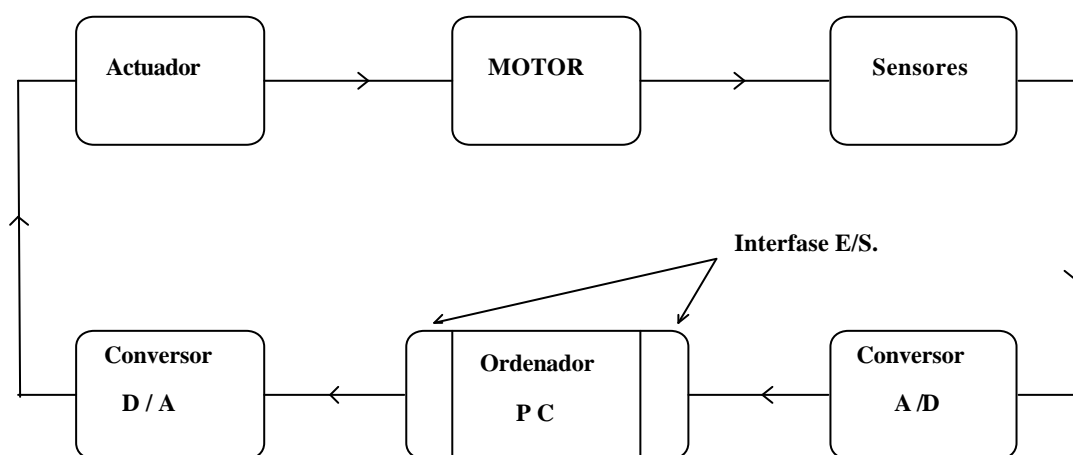 Actuador
MOTOR
Sensores
Interfase E/S.
Conversor
D / A
Ordenador
P C
Conversor
A /D